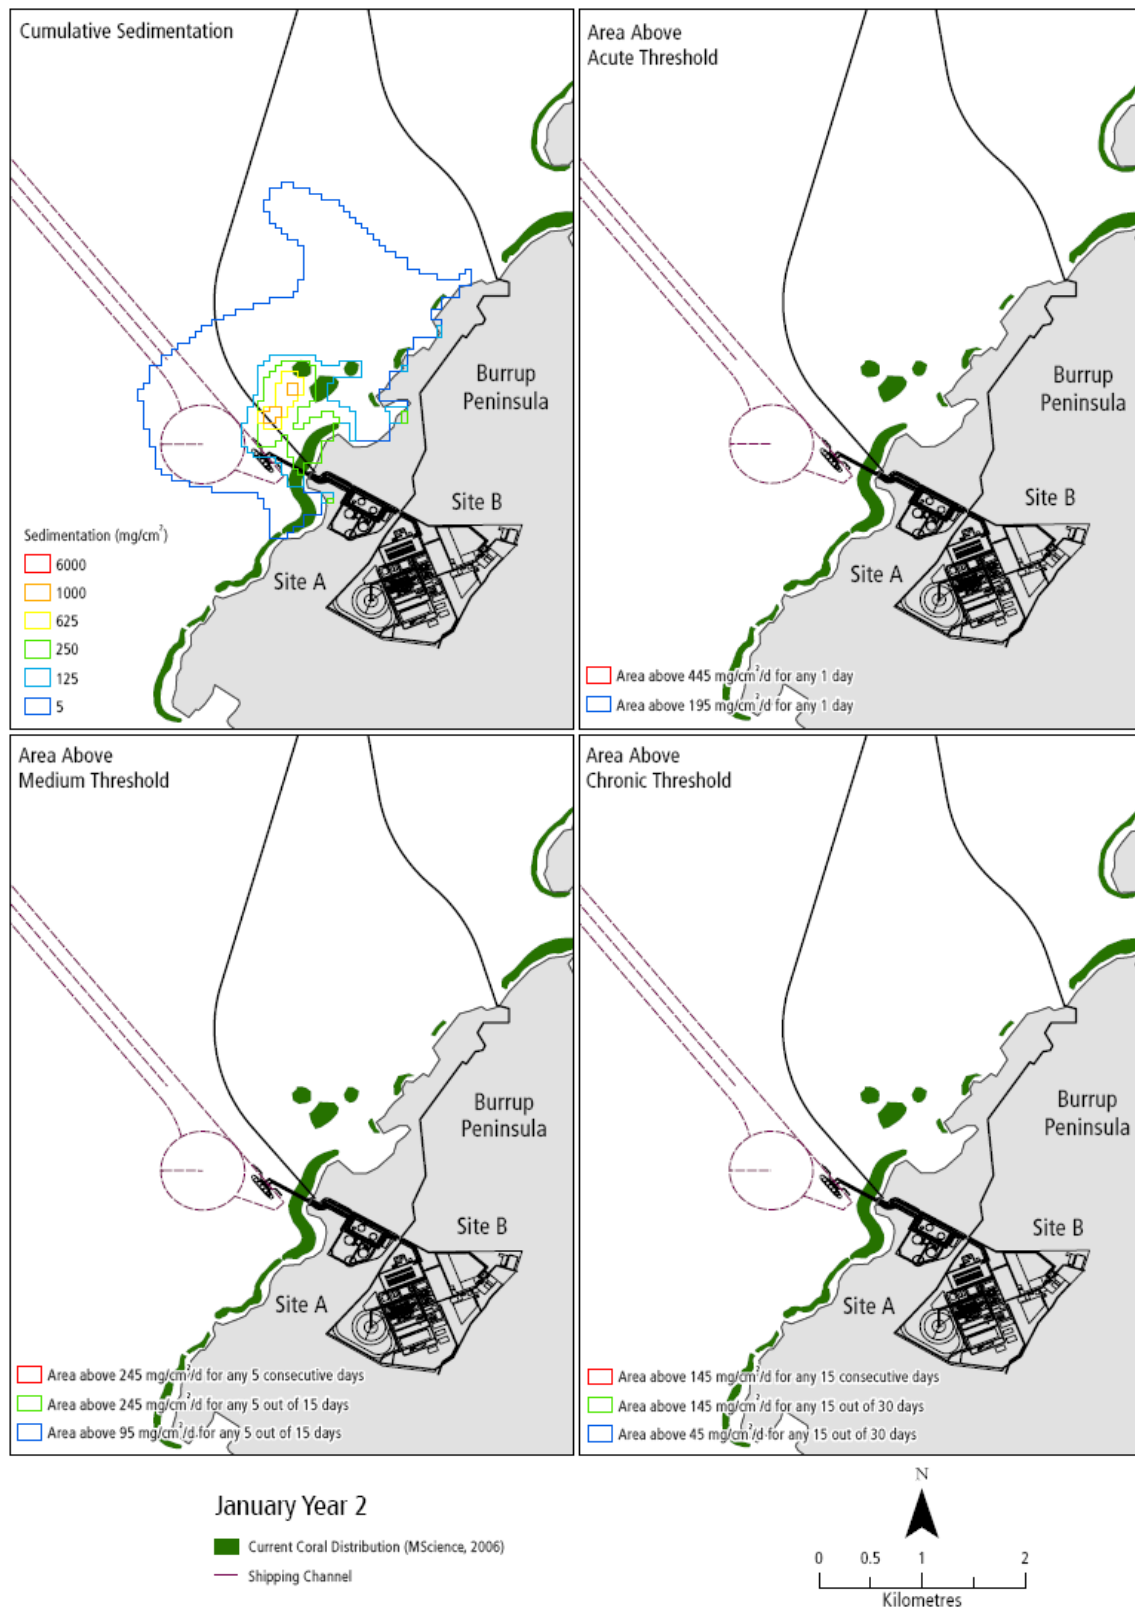 Cumulative Sedimentation
Burrup
Peninsula
Site B
Site A
Sedimentation (mg/cm²)
6000
1000
625
250
125
5
Area Above
Acute Threshold
Burrup
Peninsula
Site B
Site A
Area above 445 mg/cm²/d for any 1 day
Area above 195 mg/cm²/d for any 1 day
Area Above
Medium Threshold
Burrup
Peninsula
Site B
Site A
Area above 245 mg/cm²/d for any 5 consecutive days
Area above 245 mg/cm²/d for any 5 out of 15 days
Area above 95 mg/cm²/d for any 5 out of 15 days
Area Above
Chronic Threshold
Burrup
Peninsula
Site B
Site A
Area above 145 mg/cm²/d for any 15 consecutive days
Area above 145 mg/cm²/d for any 15 out of 30 days
Area above 45 mg/cm²/d for any 15 out of 30 days
January Year 2
Current Coral Distribution (MScience, 2006)
Shipping Channel
N
0 0.5 1 2
Kilometres